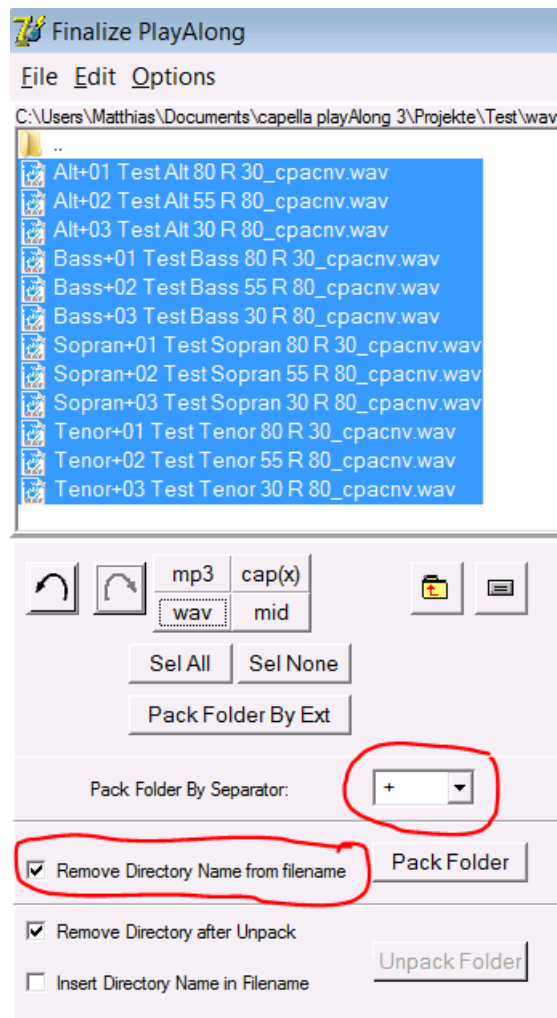 Finalize PlayAlong
File Edit Options
C:\Users\Matthias\Documents\capella playAlong 3\Projekte\Test\wav
..
Alt+01 Test Alt 80 R 30_cpacnv.wav
Alt+02 Test Alt 55 R 80_cpacnv.wav
Alt+03 Test Alt 30 R 80_cpacnv.wav
Bass+01 Test Bass 80 R 30_cpacnv.wav
Bass+02 Test Bass 55 R 80_cpacnv.wav
Bass+03 Test Bass 30 R 80_cpacnv.wav
Sopran+01 Test Sopran 80 R 30_cpacnv.wav
Sopran+02 Test Sopran 55 R 80_cpacnv.wav
Sopran+03 Test Sopran 30 R 80_cpacnv.wav
Tenor+01 Test Tenor 80 R 30_cpacnv.wav
Tenor+02 Test Tenor 55 R 80_cpacnv.wav
Tenor+03 Test Tenor 30 R 80_cpacnv.wav
mp3 cap(x)
wav mid
Sel All Sel None
Pack Folder By Ext
Pack Folder By Separator: +
Remove Directory Name from filename Pack Folder
Remove Directory after Unpack
Unpack Folder
Insert Directory Name in Filename